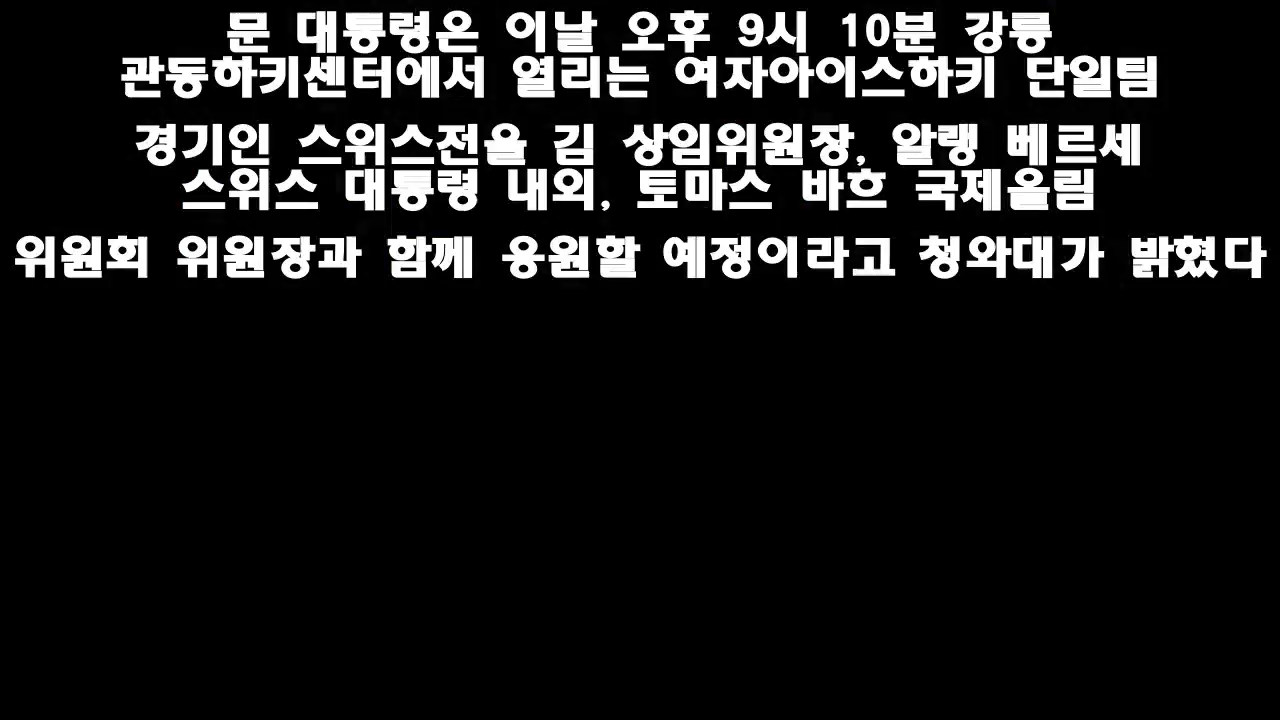 문 대통령은 이날 오후 9시 10분 강릉
관동하키센터에서 열리는 여자아이스하키 단일팀
경기인 스위스전을 김 상임위원장, 알랭 베르세
스위스 대통령 내외, 토마스 바흐 국제올림
위원회 위원장과 함께 응원할 예정이라고 청와대가 밝혔다